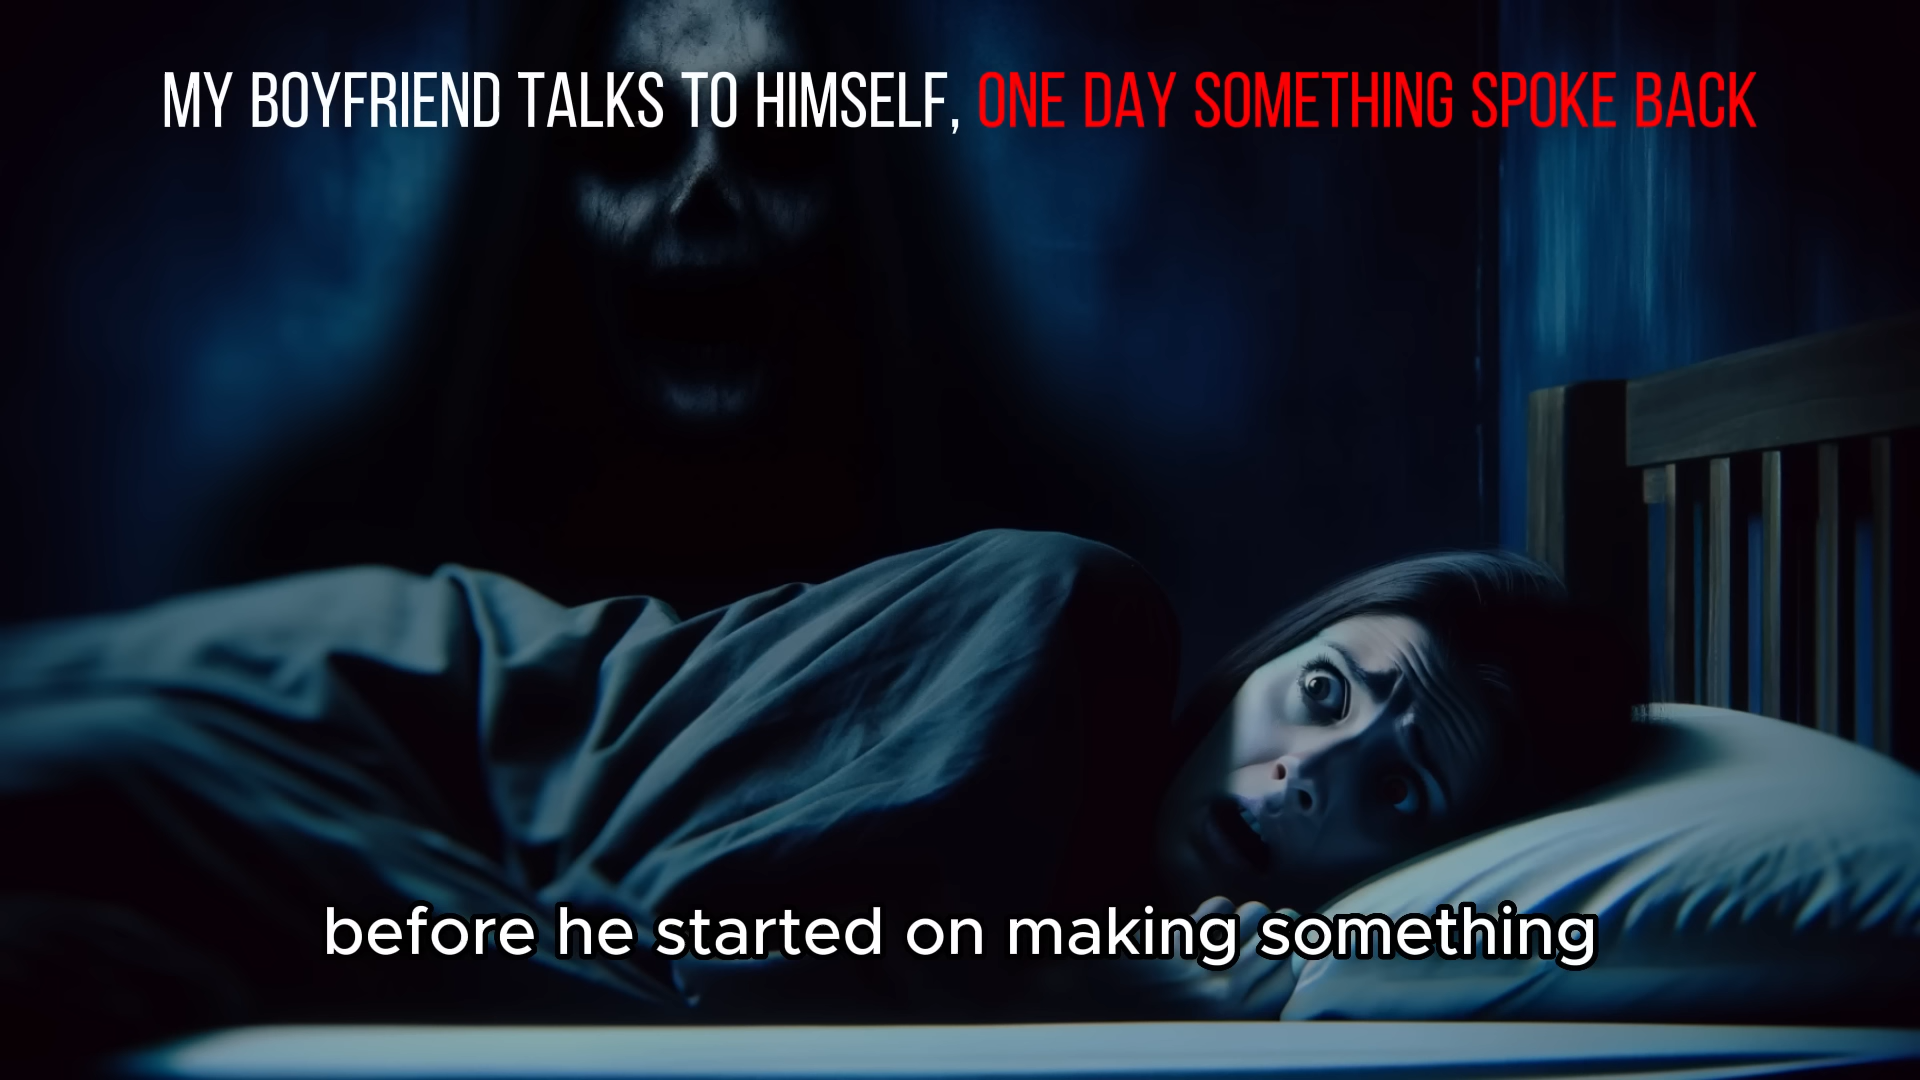 MY BOYFRIEND TALKS TO HIMSELF, ONE DAY SOMETHING SPOKE BACK
before he started on making something